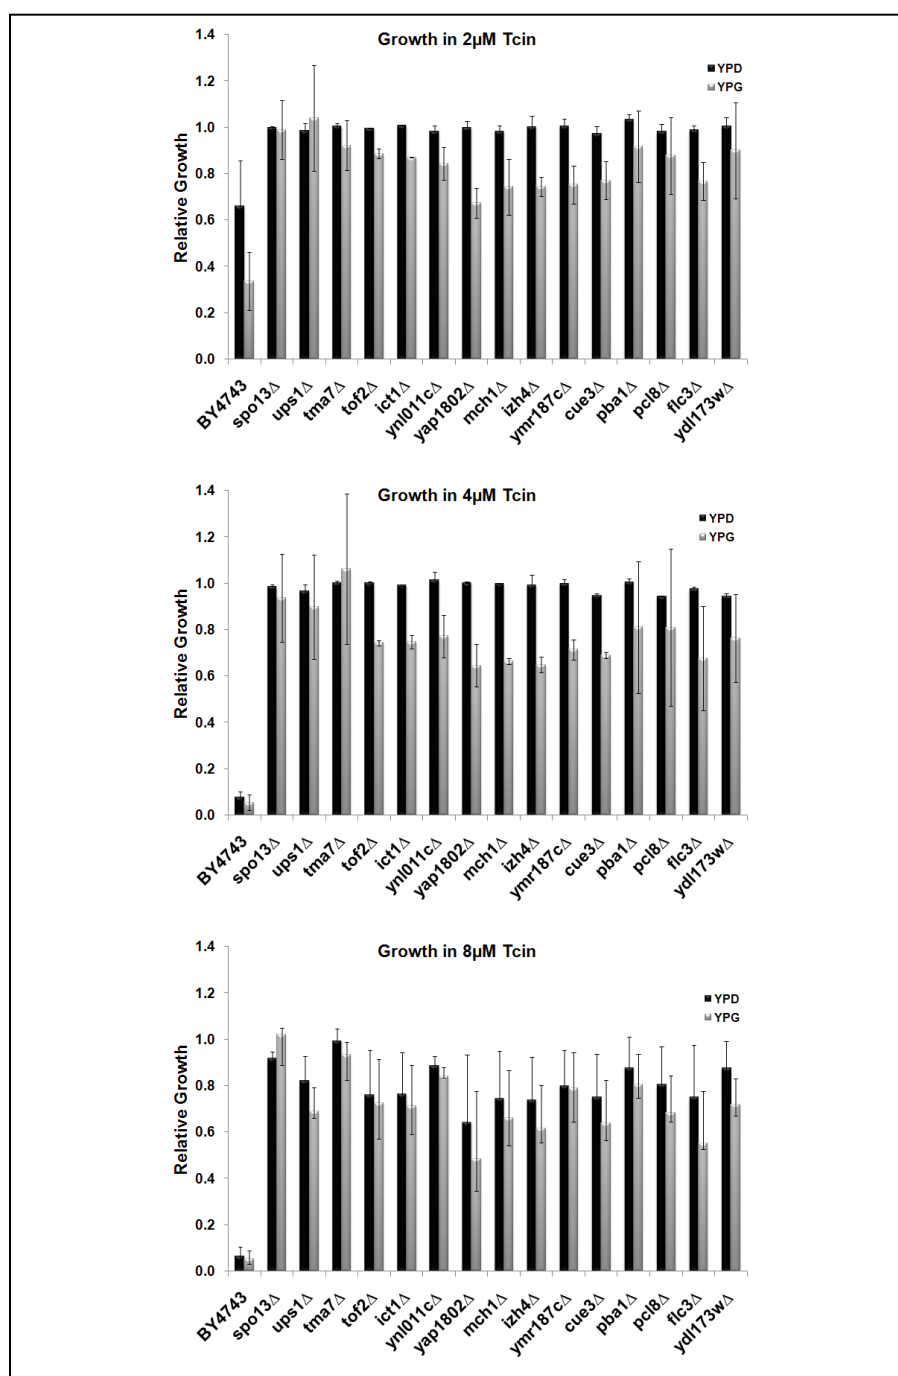 Growth in 2µM Tcin
YPD
YPG
Relative Growth
1.4
1.2
1.0
0.8
0.6
0.4
0.2
0.0
BY4743
spo13Δ
ups1Δ
tma7Δ
tof2Δ
ict1Δ
ynl011cΔ
yap1802Δ
mch1Δ
izh4Δ
ymr187cΔ
cue3Δ
pba1Δ
pcl8Δ
flc3Δ
ydl173wΔ
Growth in 4µM Tcin
YPD
YPG
Relative Growth
1.4
1.2
1.0
0.8
0.6
0.4
0.2
0.0
BY4743
spo13Δ
ups1Δ
tma7Δ
tof2Δ
ict1Δ
ynl011cΔ
yap1802Δ
mch1Δ
izh4Δ
ymr187cΔ
cue3Δ
pba1Δ
pcl8Δ
flc3Δ
ydl173wΔ
Growth in 8µM Tcin
YPD
YPG
Relative Growth
1.4
1.2
1.0
0.8
0.6
0.4
0.2
0.0
BY4743
spo13Δ
ups1Δ
tma7Δ
tof2Δ
ict1Δ
ynl011cΔ
yap1802Δ
mch1Δ
izh4Δ
ymr187cΔ
cue3Δ
pba1Δ
pcl8Δ
flc3Δ
ydl173wΔ